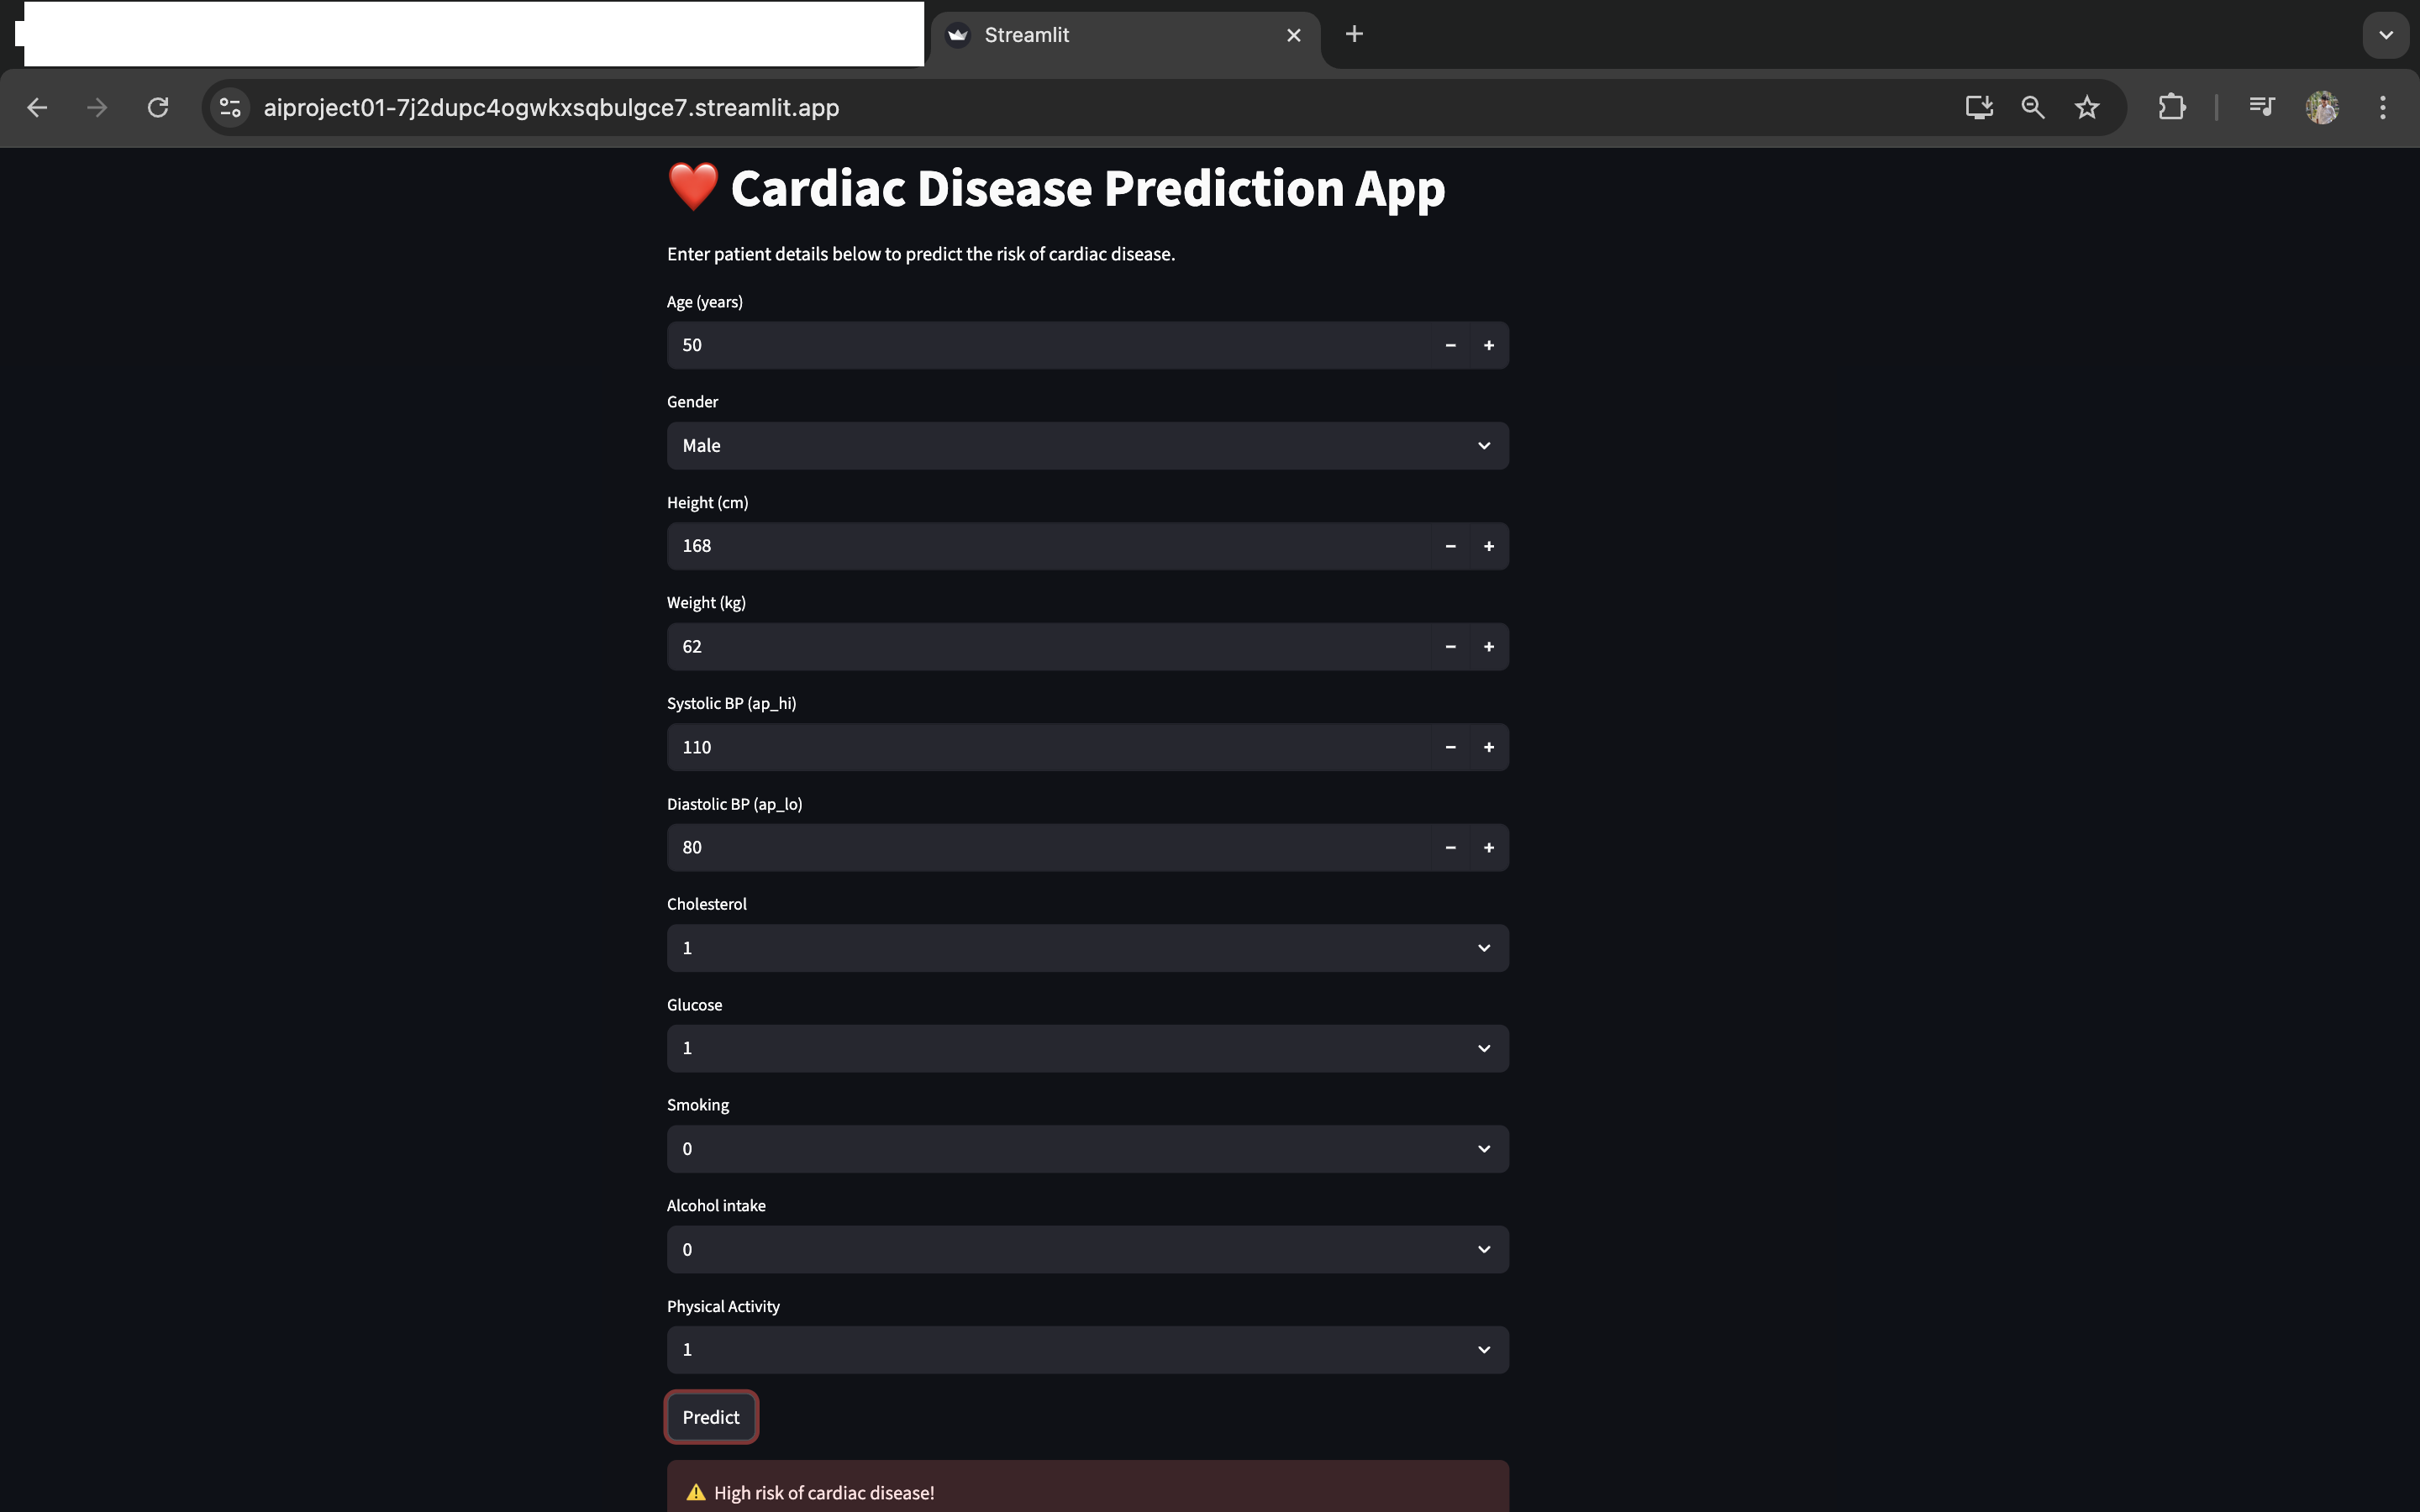 Streamlit
aiproject01-7j2dupc4ogwkxsqbulgce7.streamlit.app
❤️ Cardiac Disease Prediction App
Enter patient details below to predict the risk of cardiac disease.
Age (years)
50
Gender
Male
Height (cm)
168
Weight (kg)
62
Systolic BP (ap_hi)
110
Diastolic BP (ap_lo)
80
Cholesterol
1
Glucose
1
Smoking
0
Alcohol intake
0
Physical Activity
1
Predict
⚠️ High risk of cardiac disease!